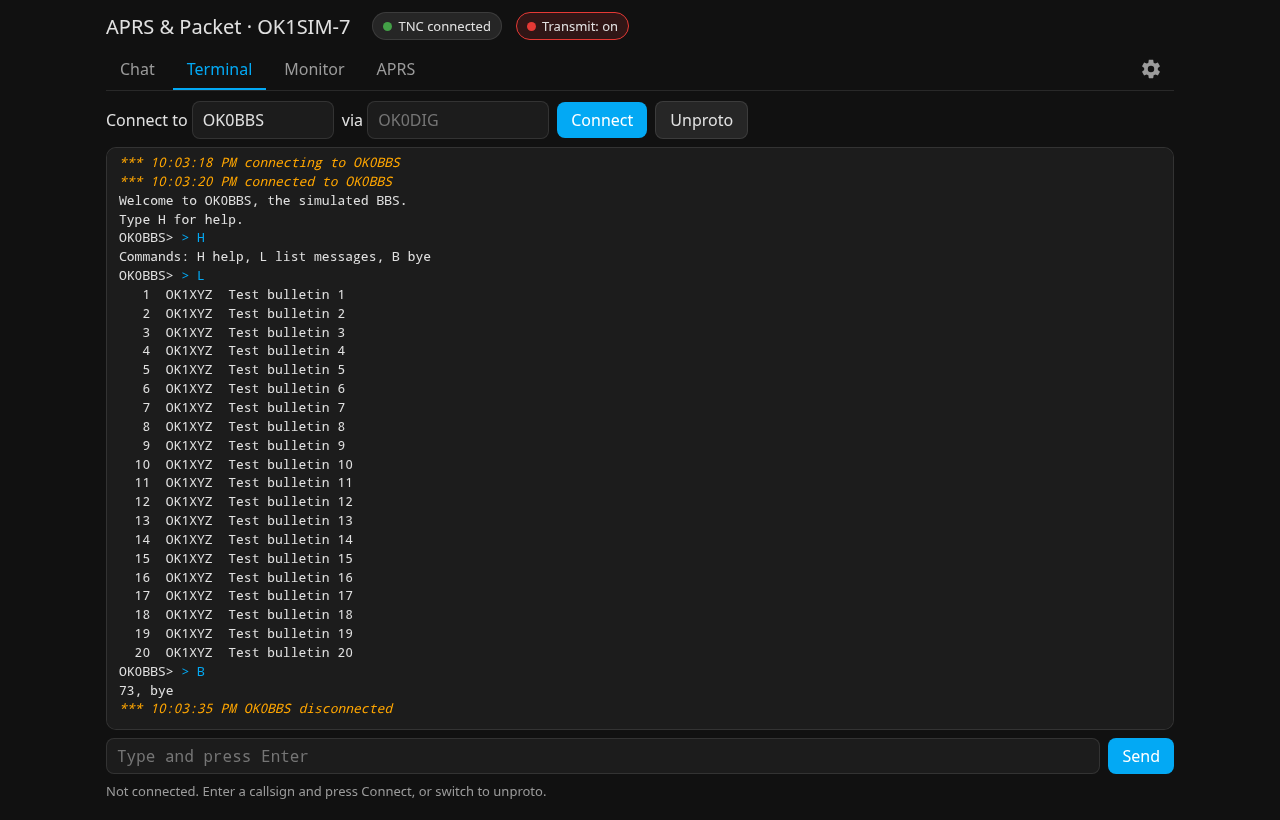 APRS & Packet · OK1SIM-7 TNC connected Transmit: on
Chat Terminal Monitor APRS
Connect to OK0BBS via OK0DIG Connect Unproto
*** 10:03:18 PM connecting to OK0BBS
*** 10:03:20 PM connected to OK0BBS
Welcome to OK0BBS, the simulated BBS.
Type H for help.
OK0BBS> > H
Commands: H help, L list messages, B bye
OK0BBS> > L
1 OK1XYZ Test bulletin 1
2 OK1XYZ Test bulletin 2
3 OK1XYZ Test bulletin 3
4 OK1XYZ Test bulletin 4
5 OK1XYZ Test bulletin 5
6 OK1XYZ Test bulletin 6
7 OK1XYZ Test bulletin 7
8 OK1XYZ Test bulletin 8
9 OK1XYZ Test bulletin 9
10 OK1XYZ Test bulletin 10
11 OK1XYZ Test bulletin 11
12 OK1XYZ Test bulletin 12
13 OK1XYZ Test bulletin 13
14 OK1XYZ Test bulletin 14
15 OK1XYZ Test bulletin 15
16 OK1XYZ Test bulletin 16
17 OK1XYZ Test bulletin 17
18 OK1XYZ Test bulletin 18
19 OK1XYZ Test bulletin 19
20 OK1XYZ Test bulletin 20
OK0BBS> > B
73, bye
*** 10:03:35 PM OK0BBS disconnected
Type and press Enter Send
Not connected. Enter a callsign and press Connect, or switch to unproto.